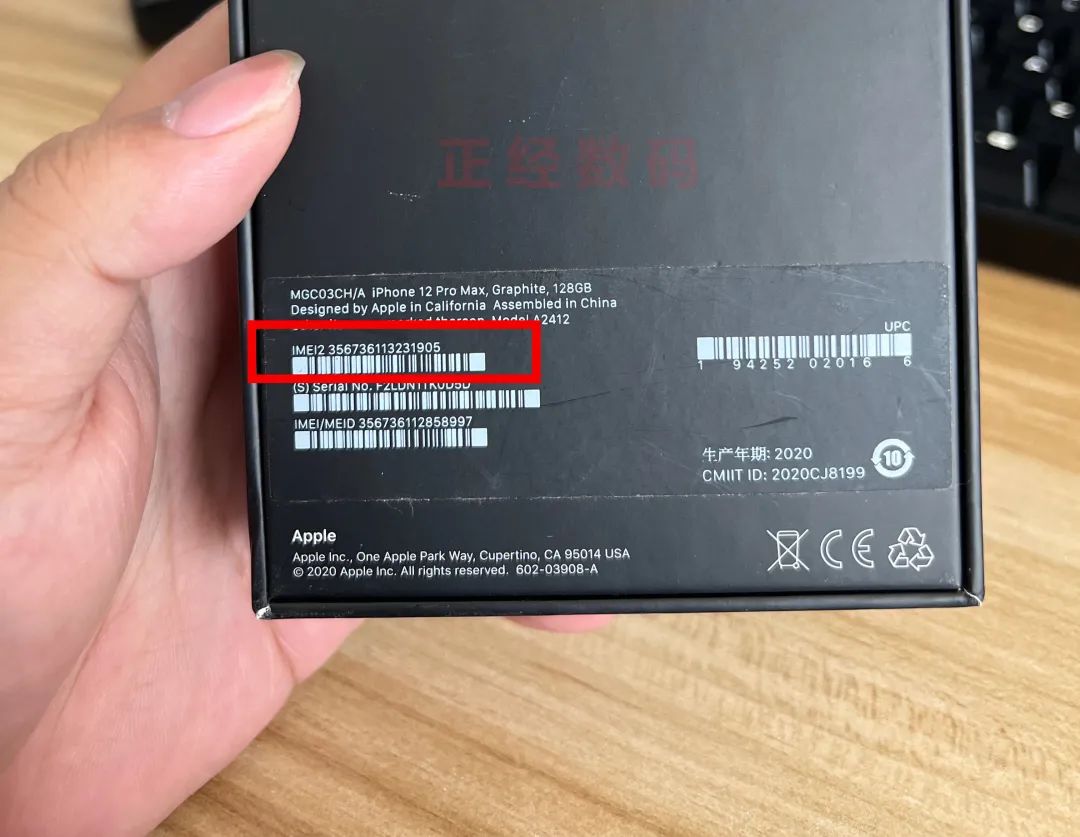 正经数码
MGC03CH/A iPhone 12 Pro Max, Graphite, 128GB
Designed by Apple in California Assembled in China
Model A2412
IMEI2 356736113231905
(S) Serial No.
IMEI/MEID 356736112858997
UPC
1 94252 02016 6
生产年期: 2020
CMIIT ID: 2020CJ8199
10
Apple
Apple Inc., One Apple Park Way, Cupertino, CA 95014 USA
© 2020 Apple Inc. All rights reserved. 602-03908-A
CE